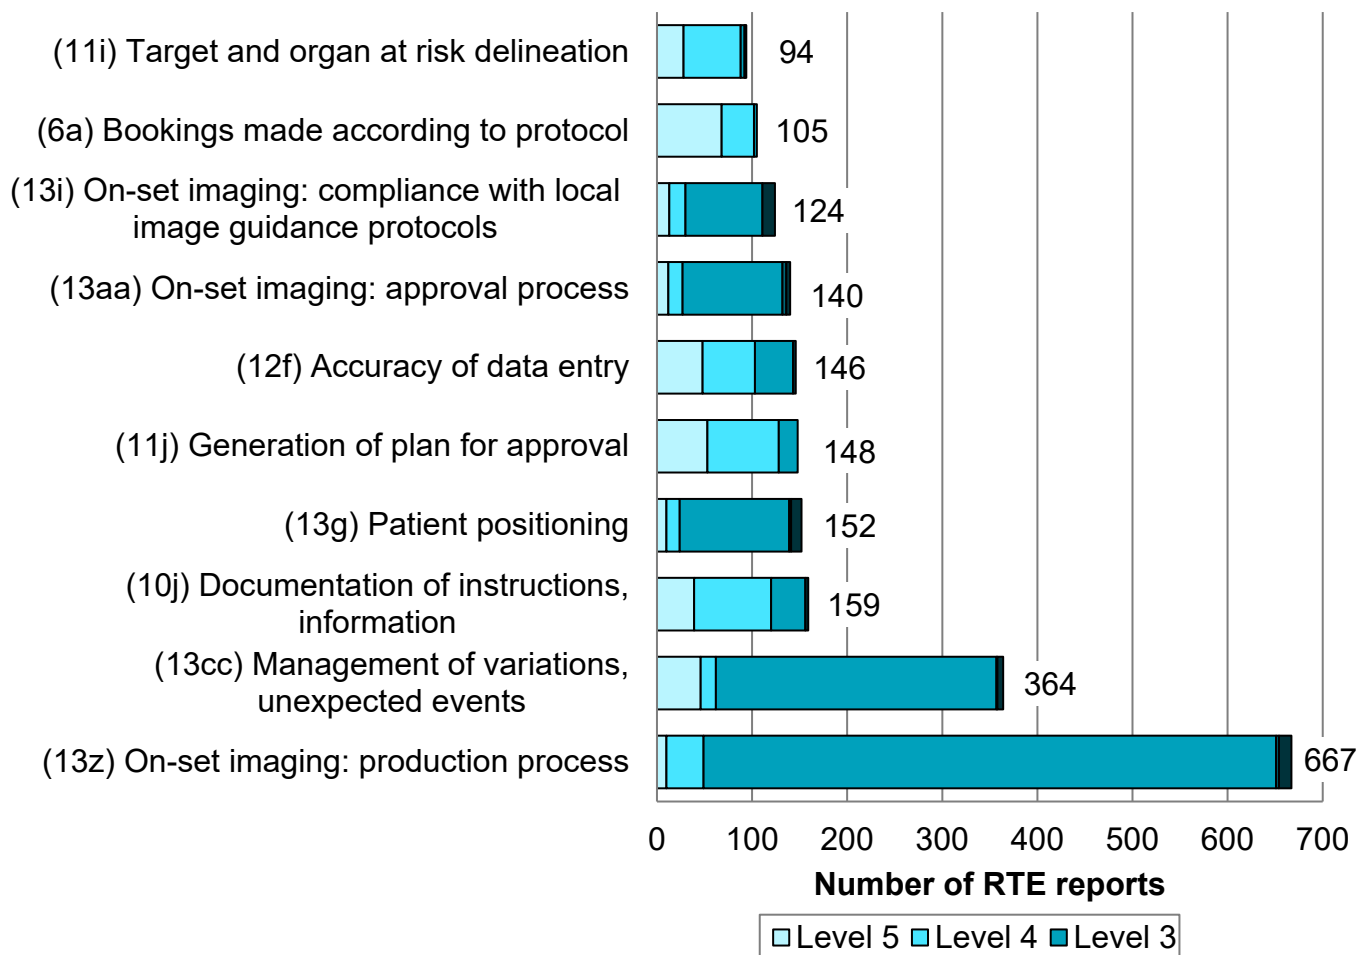 (11i) Target and organ at risk delineation 94
(6a) Bookings made according to protocol 105
(13i) On-set imaging: compliance with local
image guidance protocols 124
(13aa) On-set imaging: approval process 140
(12f) Accuracy of data entry 146
(11j) Generation of plan for approval 148
(13g) Patient positioning 152
(10j) Documentation of instructions,
information 159
(13cc) Management of variations,
unexpected events 364
(13z) On-set imaging: production process 667
0 100 200 300 400 500 600 700
Number of RTE reports
Level 5 Level 4 Level 3